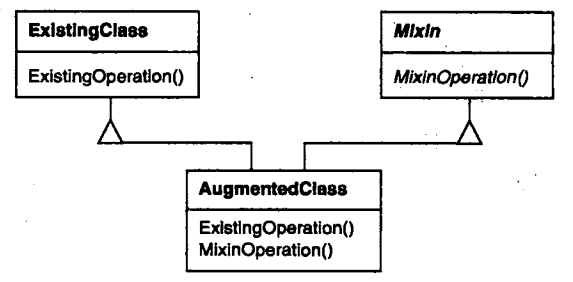 ExistingClass
ExistingOperation()
Mixin
MixinOperation()
AugmentedClass
ExistingOperation()
MixinOperation()